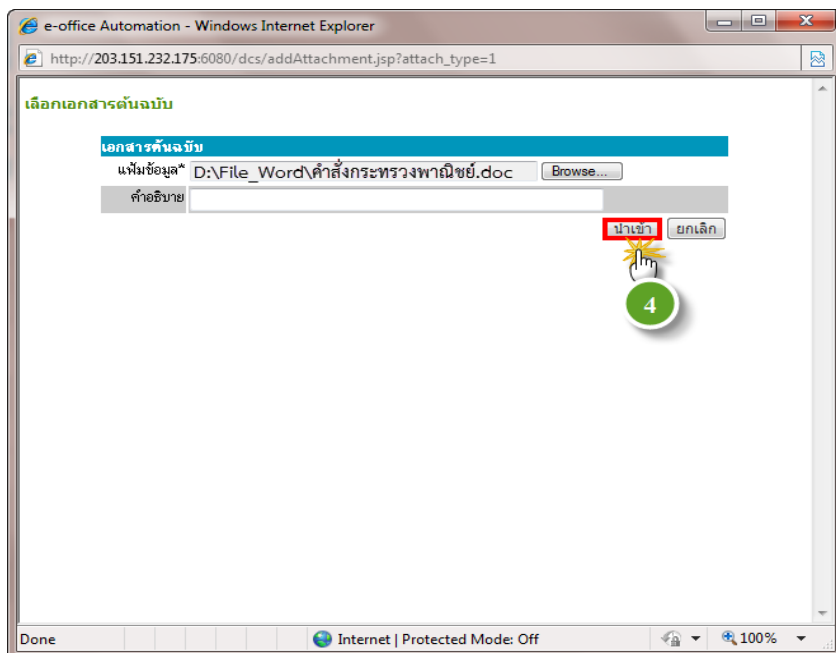 e-office Automation - Windows Internet Explorer
http://203.151.232.175:6080/dcs/addAttachment.jsp?attach_type=1
เลือกเอกสารต้นฉบับ
เอกสารต้นฉบับ
แฟ้มข้อมูล* D:\File_Word\คำสั่งกระทรวงพาณิชย์.doc Browse...
คำอธิบาย
นำเข้า ยกเลิก
4
Done Internet | Protected Mode: Off 100%